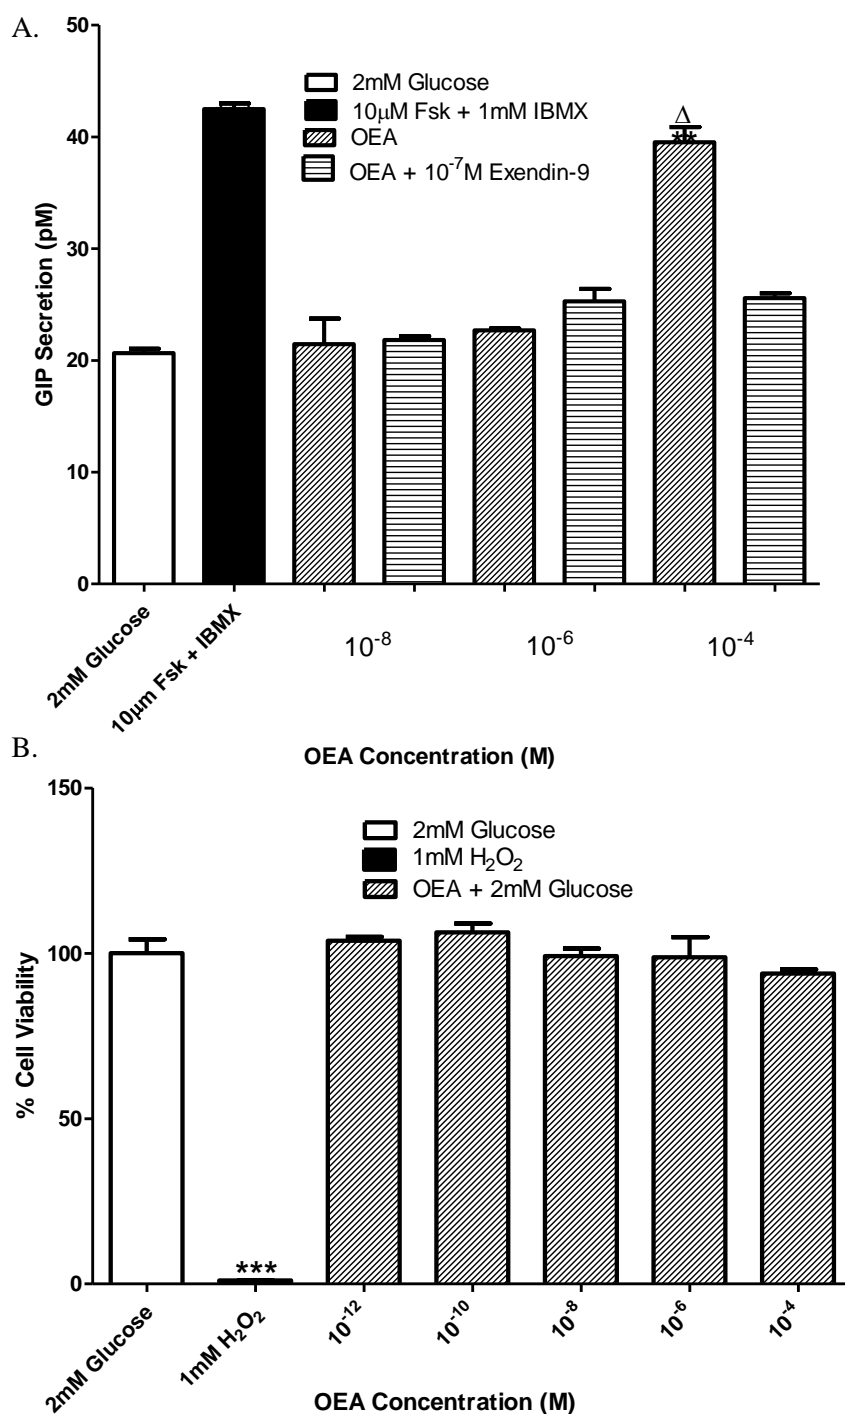 A.
50
40
30
20
10
0
GIP Secretion (pM)
2mM Glucose
10μM Fsk + 1mM IBMX
OEA
OEA + 10⁻⁷M Exendin-9
Δ
**
2mM Glucose
10μm Fsk + IBMX
10⁻⁸
10⁻⁶
10⁻⁴
OEA Concentration (M)
B.
150
100
50
0
% Cell Viability
2mM Glucose
1mM H₂O₂
OEA + 2mM Glucose
***
2mM Glucose
1mM H₂O₂
10⁻¹²
10⁻¹⁰
10⁻⁸
10⁻⁶
10⁻⁴
OEA Concentration (M)